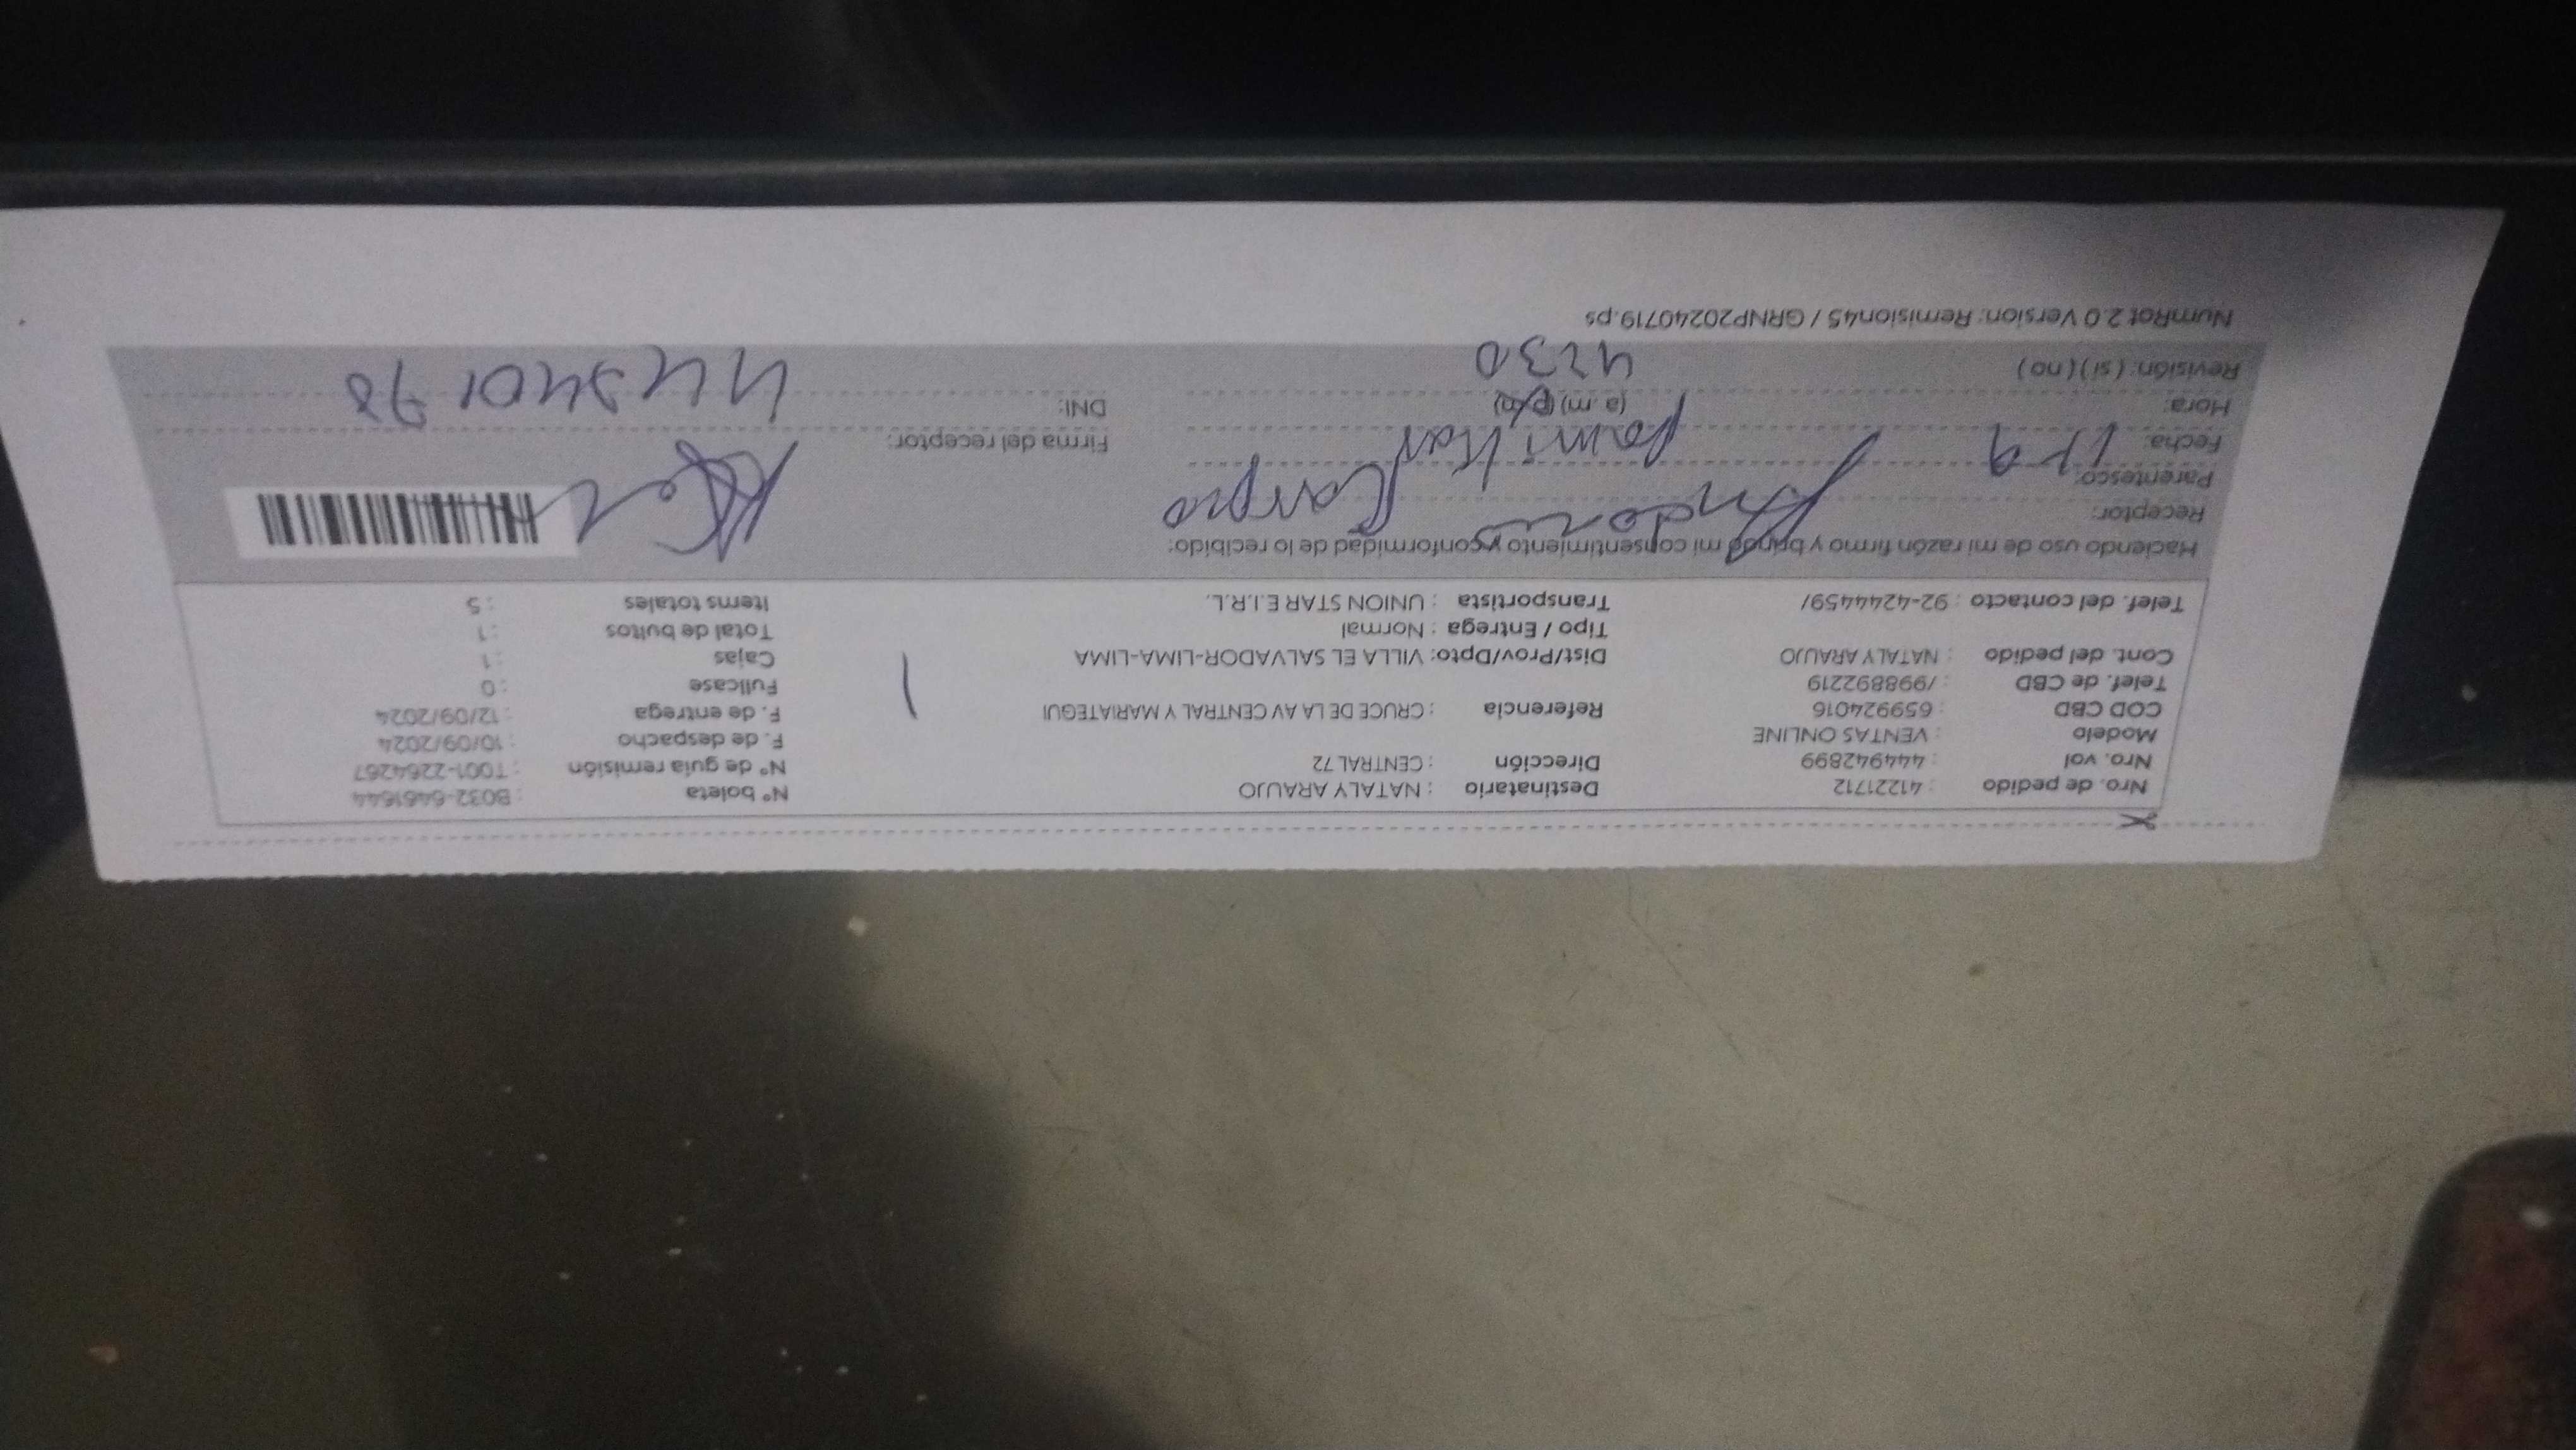 Nro. de pedido : 41221712 Destinatario : NATALY ARAUJO N° boleta : B032-6461644
Nro. vol : 444942899 Dirección : CENTRAL 72 N° de guía remisión : T001-2264267
Modelo : VENTAS ONLINE F. de despacho : 10/09/2024
COD CBD : 659924016 Referencia : CRUCE DE LA AV CENTRAL Y MARIATEGUI F. de entrega : 12/09/2024
Telef. de CBD : /998892219 Fullcase : 0
Cont. del pedido : NATALY ARAUJO Dist/Prov/Dpto: VILLA EL SALVADOR-LIMA-LIMA Cajas : 1
Tipo / Entrega : Normal Total de bultos : 1
Telef. del contacto : 92-4244459/ Transportista : UNION STAR E.I.R.L. Items totales : 5
Haciendo uso de mi razón firmo y brindo mi consentimiento y conformidad de lo recibido:
Receptor: Carpio
Parentesco: familiar
Fecha: Firma del receptor:
Hora: (a. m) (p. m) DNI:
Revisión: ( si ) ( no ) 4230
NumRot 2.0 Version: Remision45 / GRNP20240719.ps